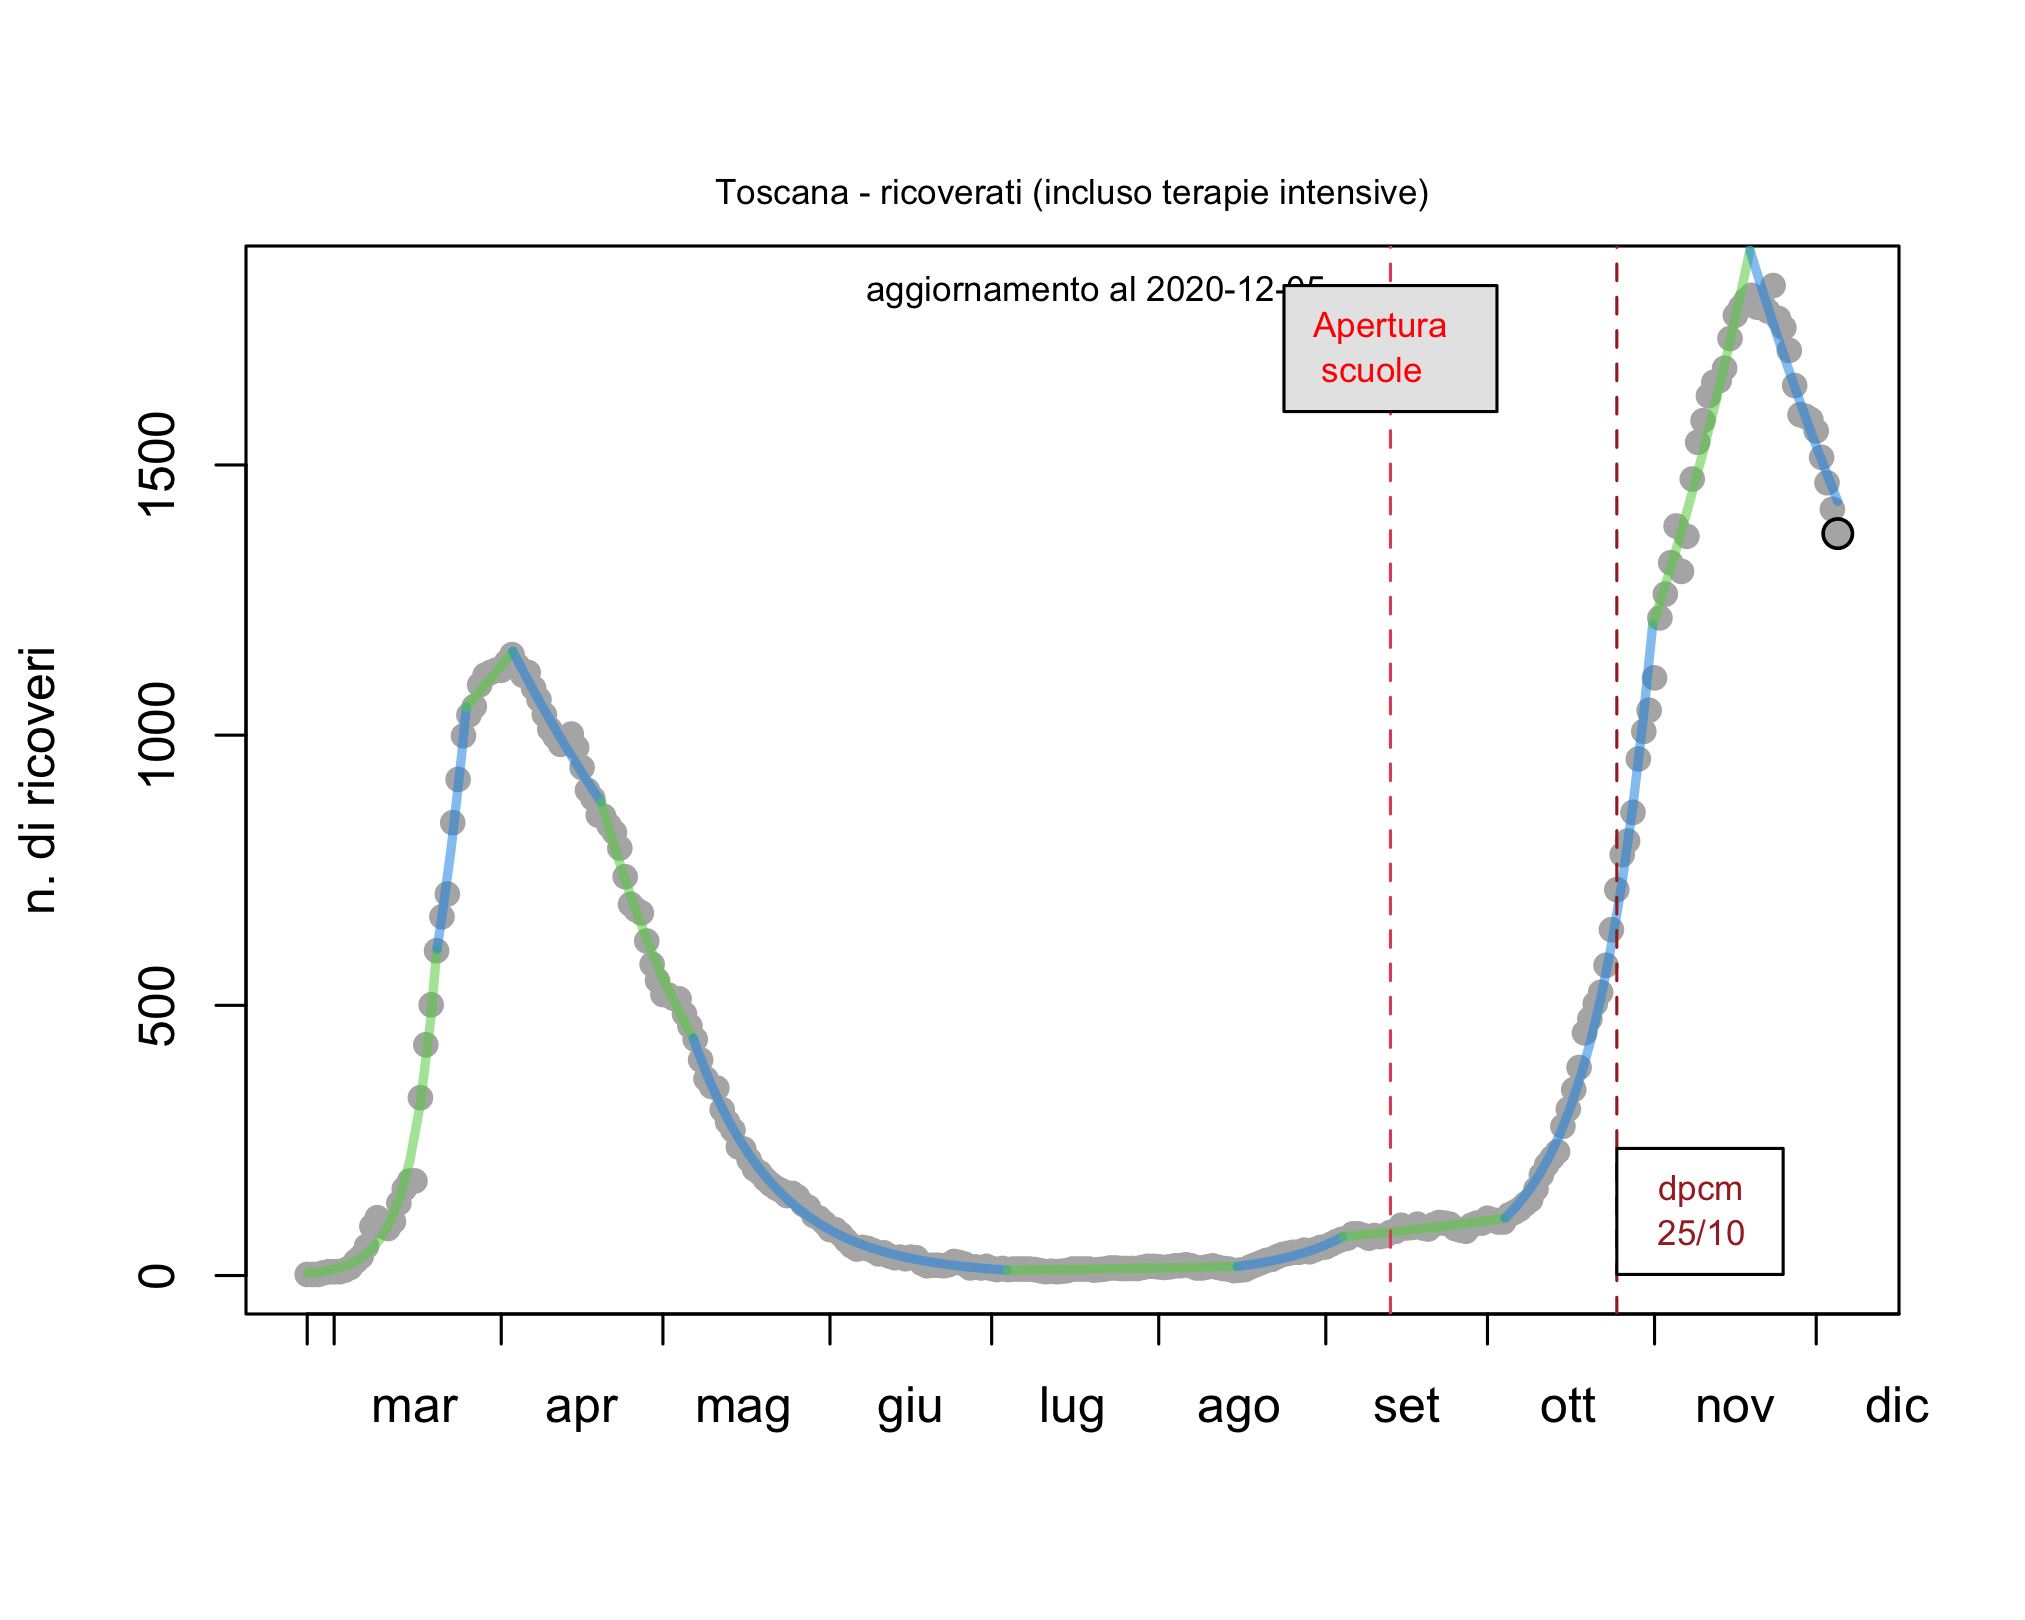 Toscana - ricoverati (incluso terapie intensive)
aggiornamento al 2020-12-05
Apertura
scuole
n. di ricoveri
1500
1000
500
0
dpcm
25/10
mar apr mag giu lug ago set ott nov dic